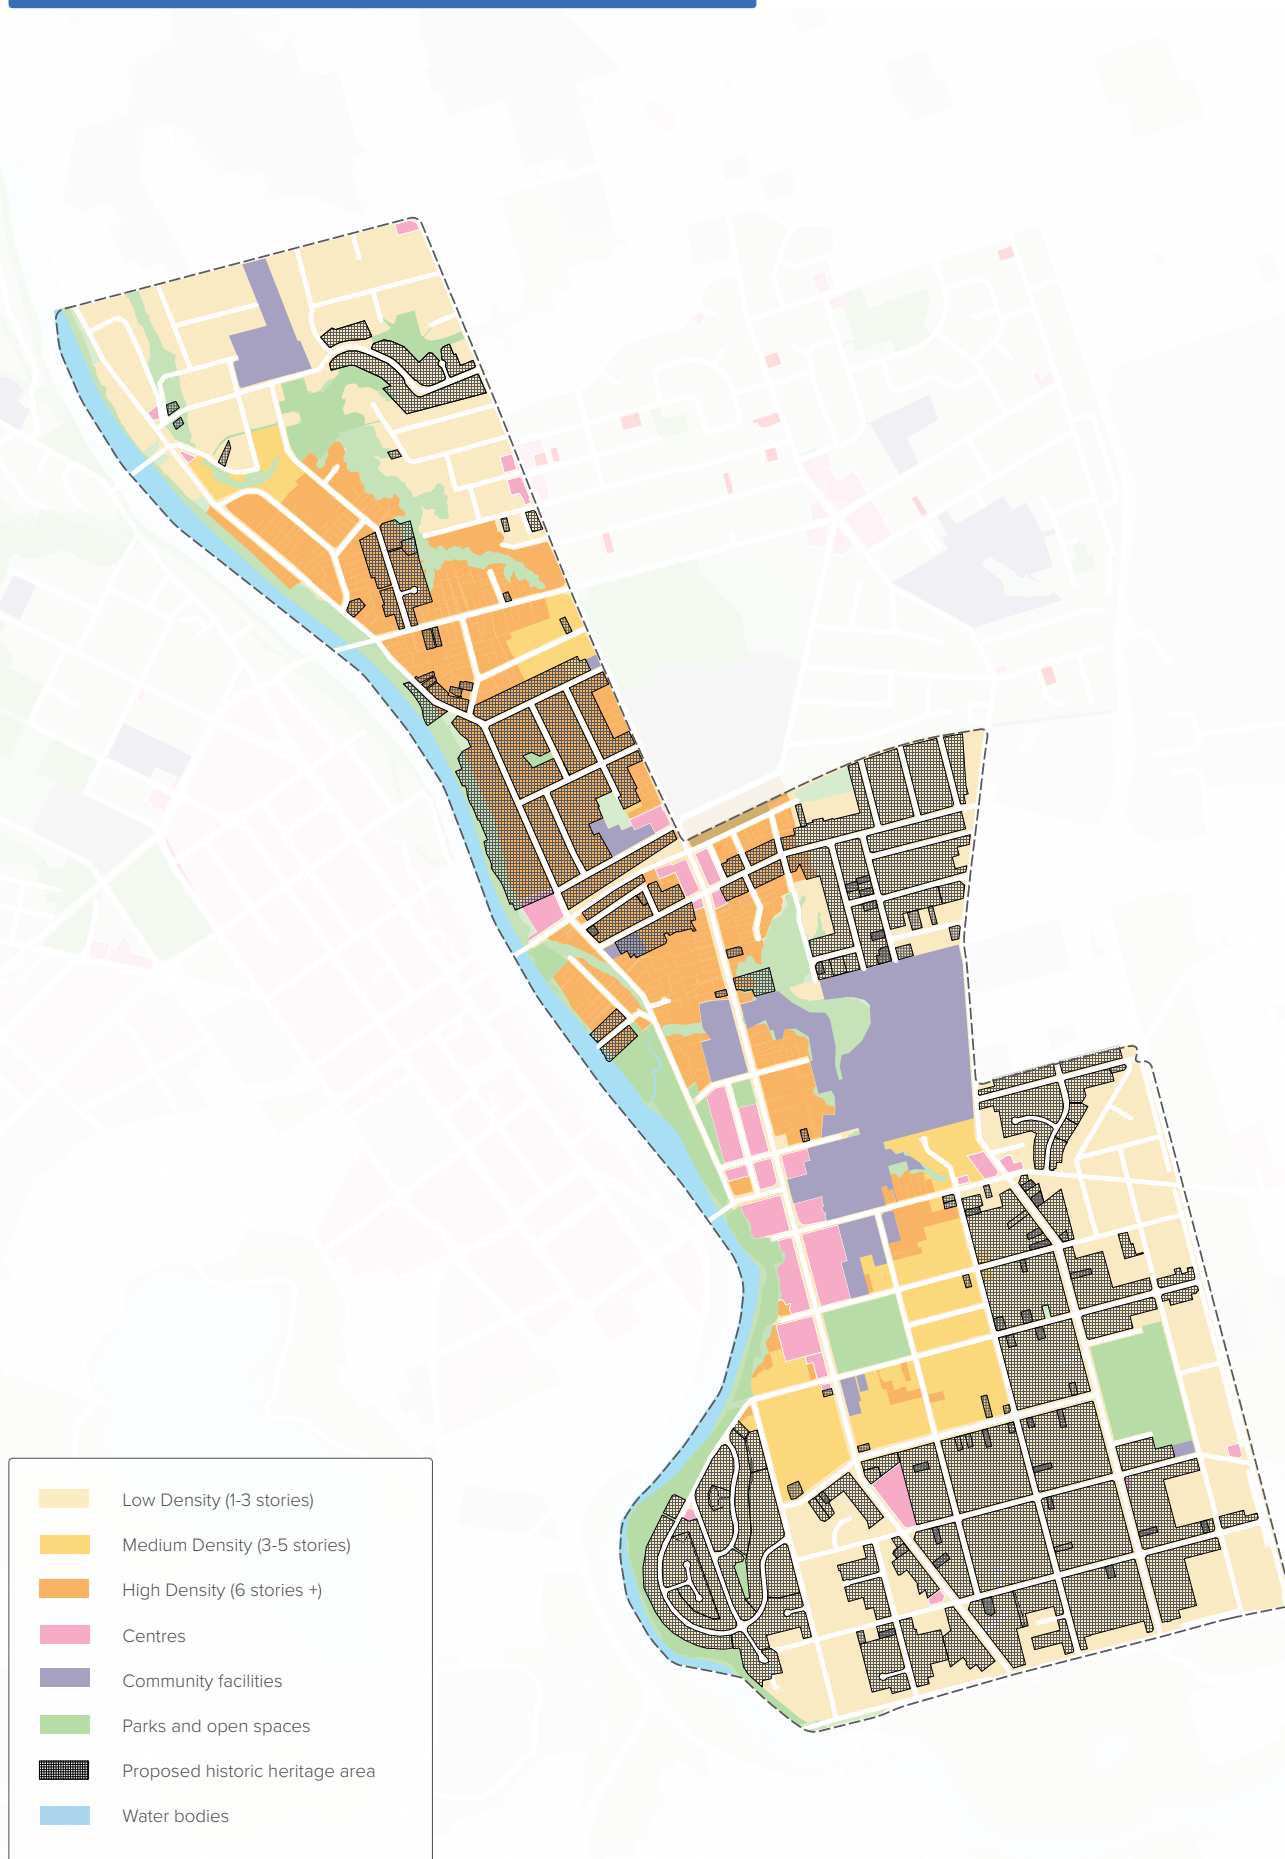 Low Density (1-3 stories)
Medium Density (3-5 stories)
High Density (6 stories +)
Centres
Community facilities
Parks and open spaces
Proposed historic heritage area
Water bodies